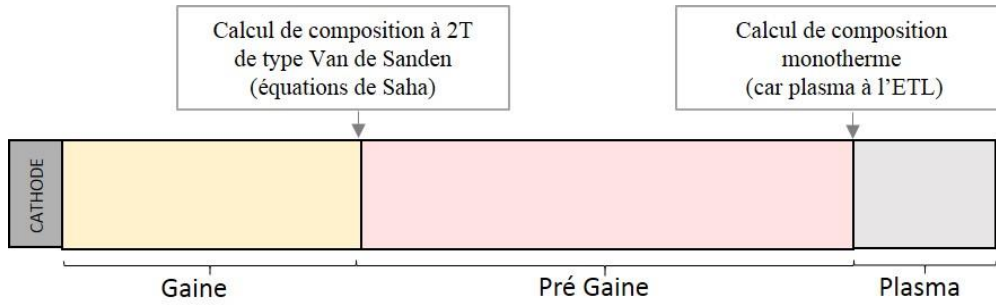 Calcul de composition à 2T
de type Van de Sanden
(équations de Saha)
Calcul de composition
monotherme
(car plasma à l'ETL)
CATHODE
Gaine
Pré Gaine
Plasma